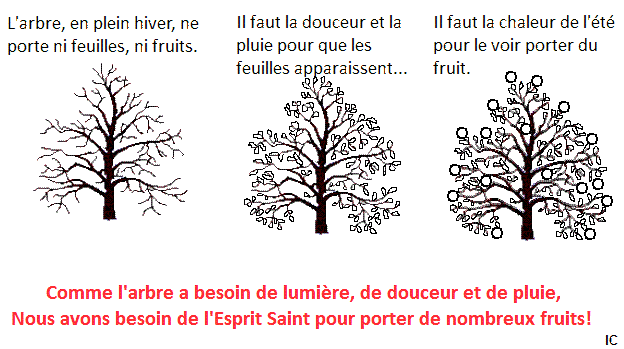 L'arbre, en plein hiver, ne
porte ni feuilles, ni fruits.
Il faut la douceur et la
pluie pour que les
feuilles apparaissent...
Il faut la chaleur de l'été
pour le voir porter du
fruit.
Comme l'arbre a besoin de lumière, de douceur et de pluie,
Nous avons besoin de l'Esprit Saint pour porter de nombreux fruits!
IC